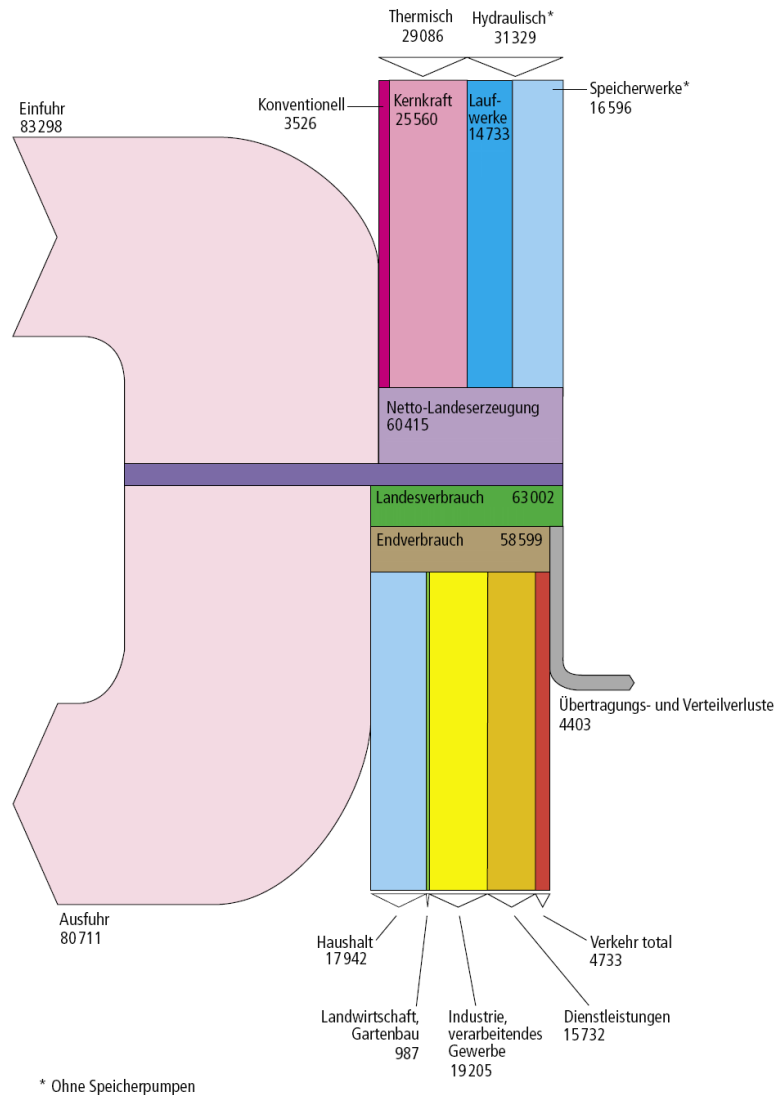 Thermisch
29 086
Hydraulisch*
31 329
Einfuhr
83 298
Konventionell
3526
Kernkraft
25 560
Lauf-
werke
14 733
Speicherwerke*
16 596
Netto-Landeserzeugung
60 415
Landesverbrauch 63 002
Endverbrauch 58 599
Übertragungs- und Verteilverluste
4403
Ausfuhr
80 711
Haushalt
17 942
Verkehr total
4733
Landwirtschaft,
Gartenbau
987
Industrie,
verarbeitendes
Gewerbe
19 205
Dienstleistungen
15 732
* Ohne Speicherpumpen